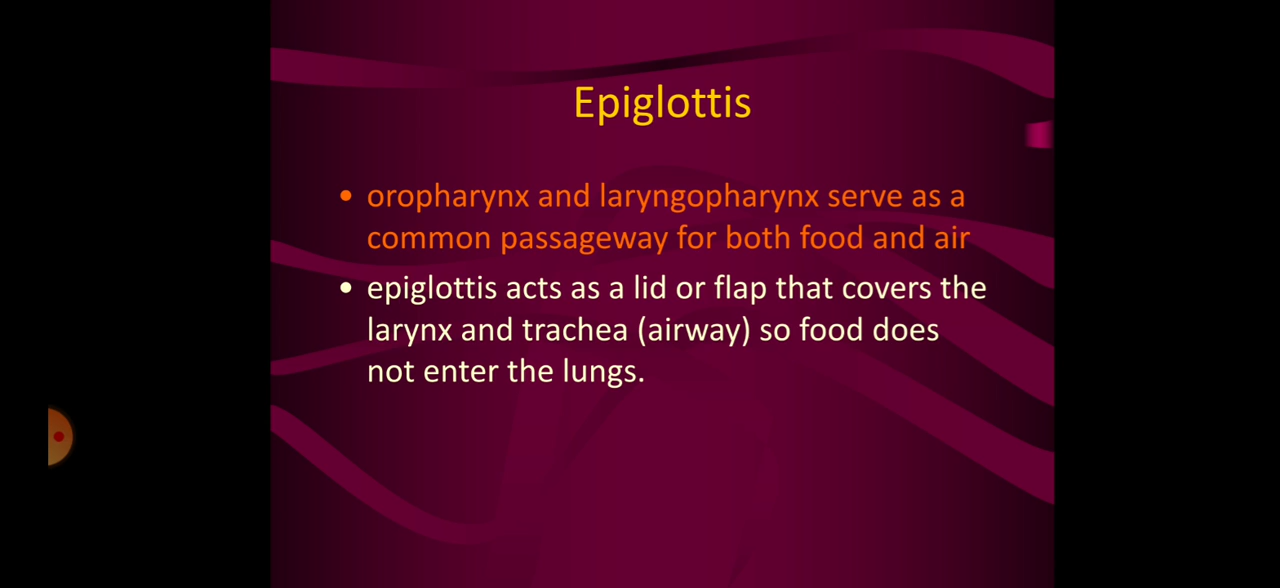 Epiglottis
• oropharynx and laryngopharynx serve as a
common passageway for both food and air
• epiglottis acts as a lid or flap that covers the
larynx and trachea (airway) so food does
not enter the lungs.